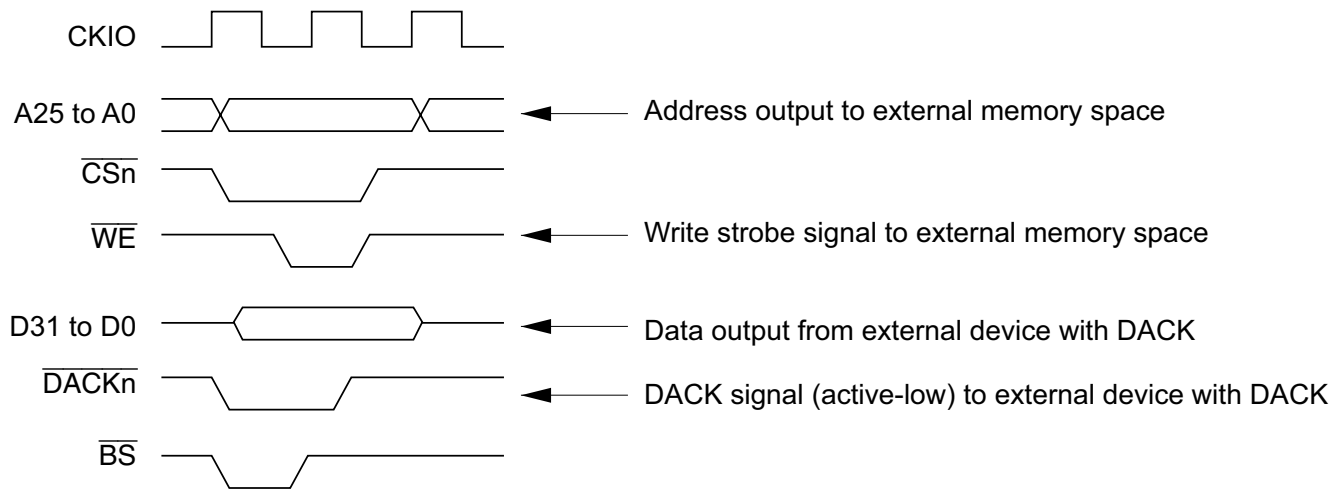 CKIO
A25 to A0
Address output to external memory space
CSn
WE
Write strobe signal to external memory space
D31 to D0
Data output from external device with DACK
DACKn
DACK signal (active-low) to external device with DACK
BS